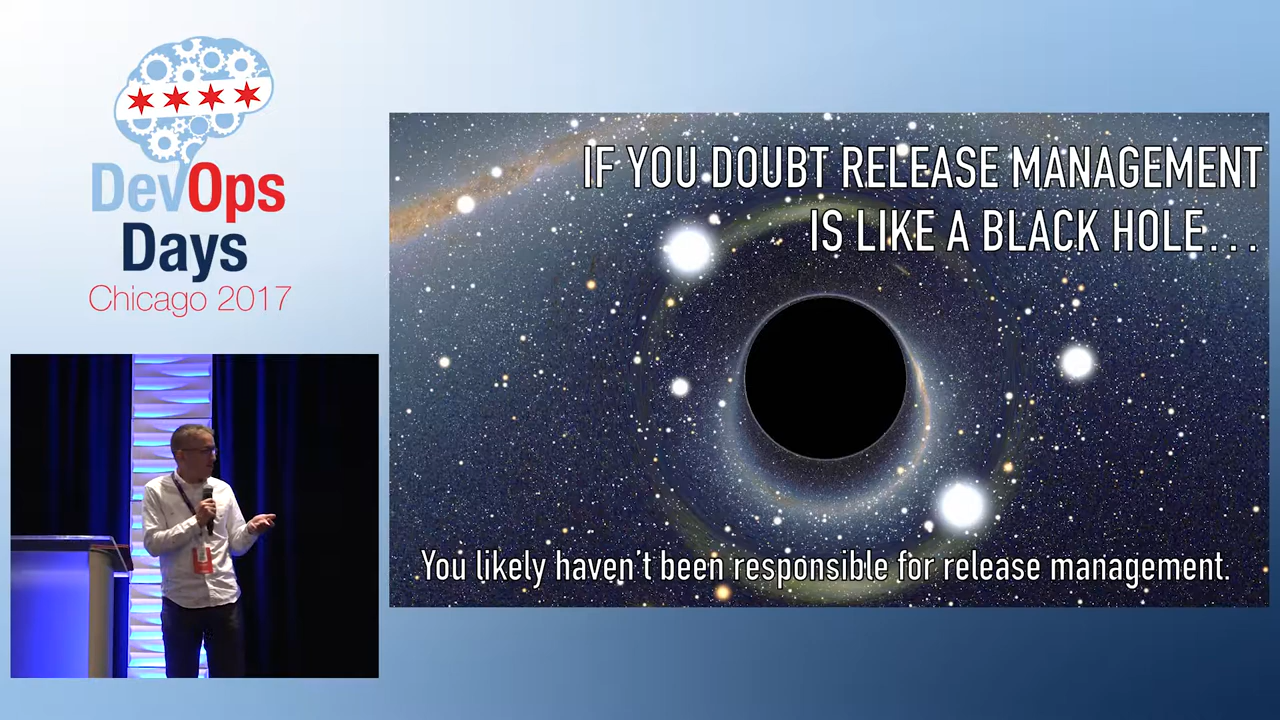 DevOps
Days
Chicago 2017
IF YOU DOUBT RELEASE MANAGEMENT
IS LIKE A BLACK HOLE...
You likely haven't been responsible for release management.